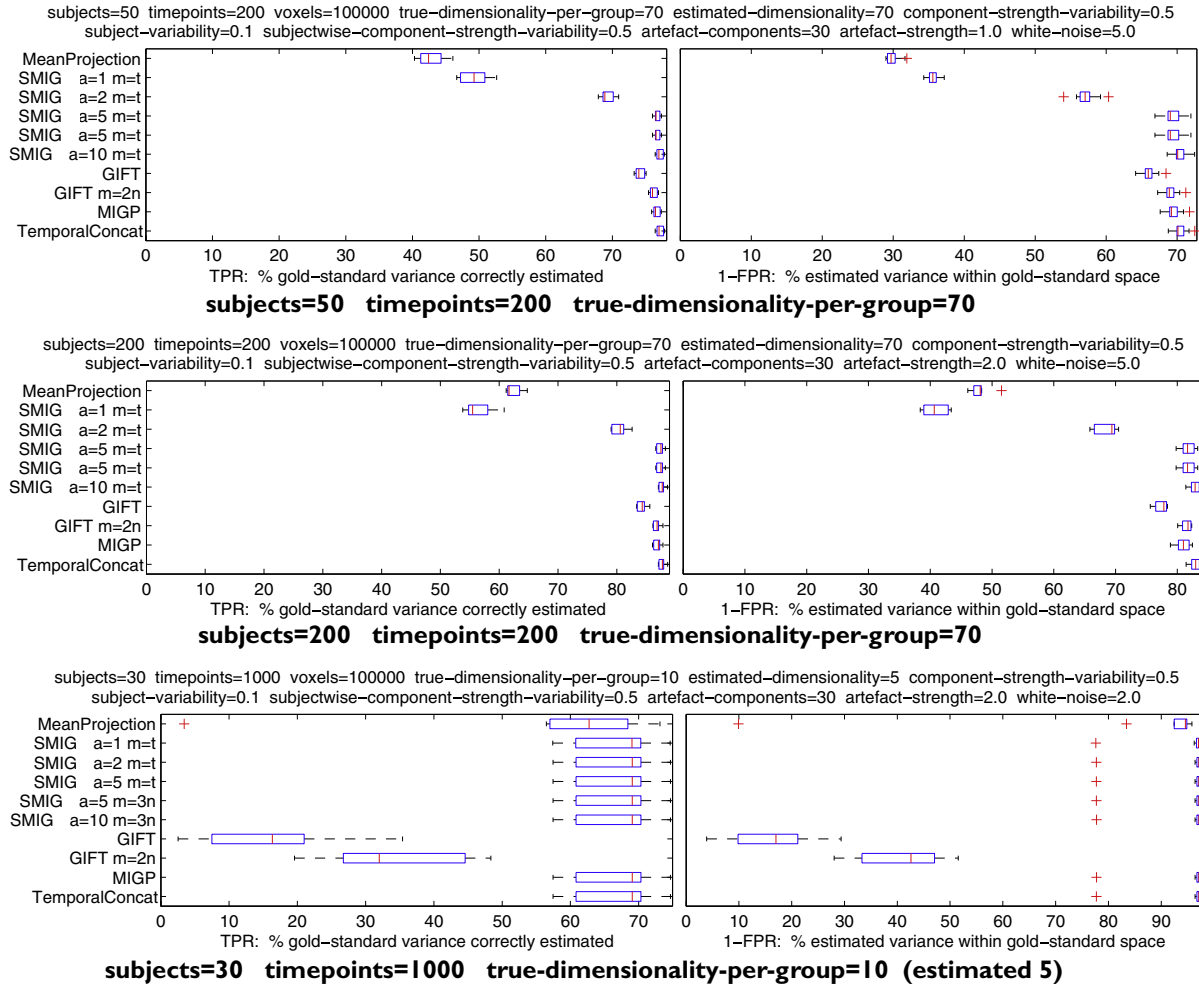 subjects=50 timepoints=200 voxels=100000 true−dimensionality−per−group=70 estimated−dimensionality=70 component−strength−variability=0.5
subject−variability=0.1 subjectwise−component−strength−variability=0.5 artefact−components=30 artefact−strength=1.0 white−noise=5.0
MeanProjection
SMIG a=1 m=t
SMIG a=2 m=t
SMIG a=5 m=t
SMIG a=5 m=t
SMIG a=10 m=t
GIFT
GIFT m=2n
MIGP
TemporalConcat
0 10 20 30 40 50 60 70
0 10 20 30 40 50 60 70
TPR: % gold−standard variance correctly estimated
1−FPR: % estimated variance within gold−standard space
subjects=50 timepoints=200 true-dimensionality-per-group=70
subjects=200 timepoints=200 voxels=100000 true−dimensionality−per−group=70 estimated−dimensionality=70 component−strength−variability=0.5
subject−variability=0.1 subjectwise−component−strength−variability=0.5 artefact−components=30 artefact−strength=2.0 white−noise=5.0
MeanProjection
SMIG a=1 m=t
SMIG a=2 m=t
SMIG a=5 m=t
SMIG a=5 m=t
SMIG a=10 m=t
GIFT
GIFT m=2n
MIGP
TemporalConcat
0 10 20 30 40 50 60 70 80
0 10 20 30 40 50 60 70 80
TPR: % gold−standard variance correctly estimated
1−FPR: % estimated variance within gold−standard space
subjects=200 timepoints=200 true-dimensionality-per-group=70
subjects=30 timepoints=1000 voxels=100000 true−dimensionality−per−group=10 estimated−dimensionality=5 component−strength−variability=0.5
subject−variability=0.1 subjectwise−component−strength−variability=0.5 artefact−components=30 artefact−strength=2.0 white−noise=2.0
MeanProjection
SMIG a=1 m=t
SMIG a=2 m=t
SMIG a=5 m=t
SMIG a=5 m=3n
SMIG a=10 m=3n
GIFT
GIFT m=2n
MIGP
TemporalConcat
0 10 20 30 40 50 60 70
0 10 20 30 40 50 60 70 80 90
TPR: % gold−standard variance correctly estimated
1−FPR: % estimated variance within gold−standard space
subjects=30 timepoints=1000 true-dimensionality-per-group=10 (estimated 5)